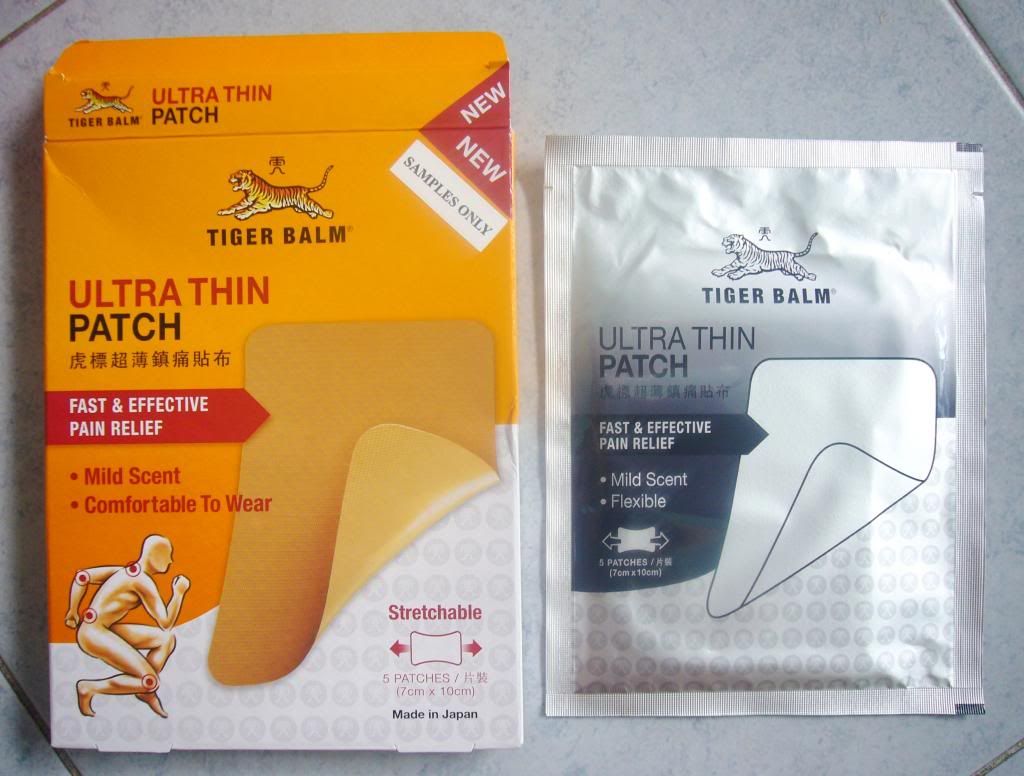 TIGER BALM
ULTRA THIN
PATCH
NEW
NEW
SAMPLES ONLY
TIGER BALM®
ULTRA THIN
PATCH
虎標超薄鎮痛貼布
FAST & EFFECTIVE
PAIN RELIEF
• Mild Scent
• Comfortable To Wear
Stretchable
5 PATCHES / 片裝
(7cm x 10cm)
Made in Japan
TIGER BALM®
ULTRA THIN
PATCH
虎標超薄鎮痛貼布
FAST & EFFECTIVE
PAIN RELIEF
• Mild Scent
• Flexible
5 PATCHES / 片裝
(7cm x 10cm)